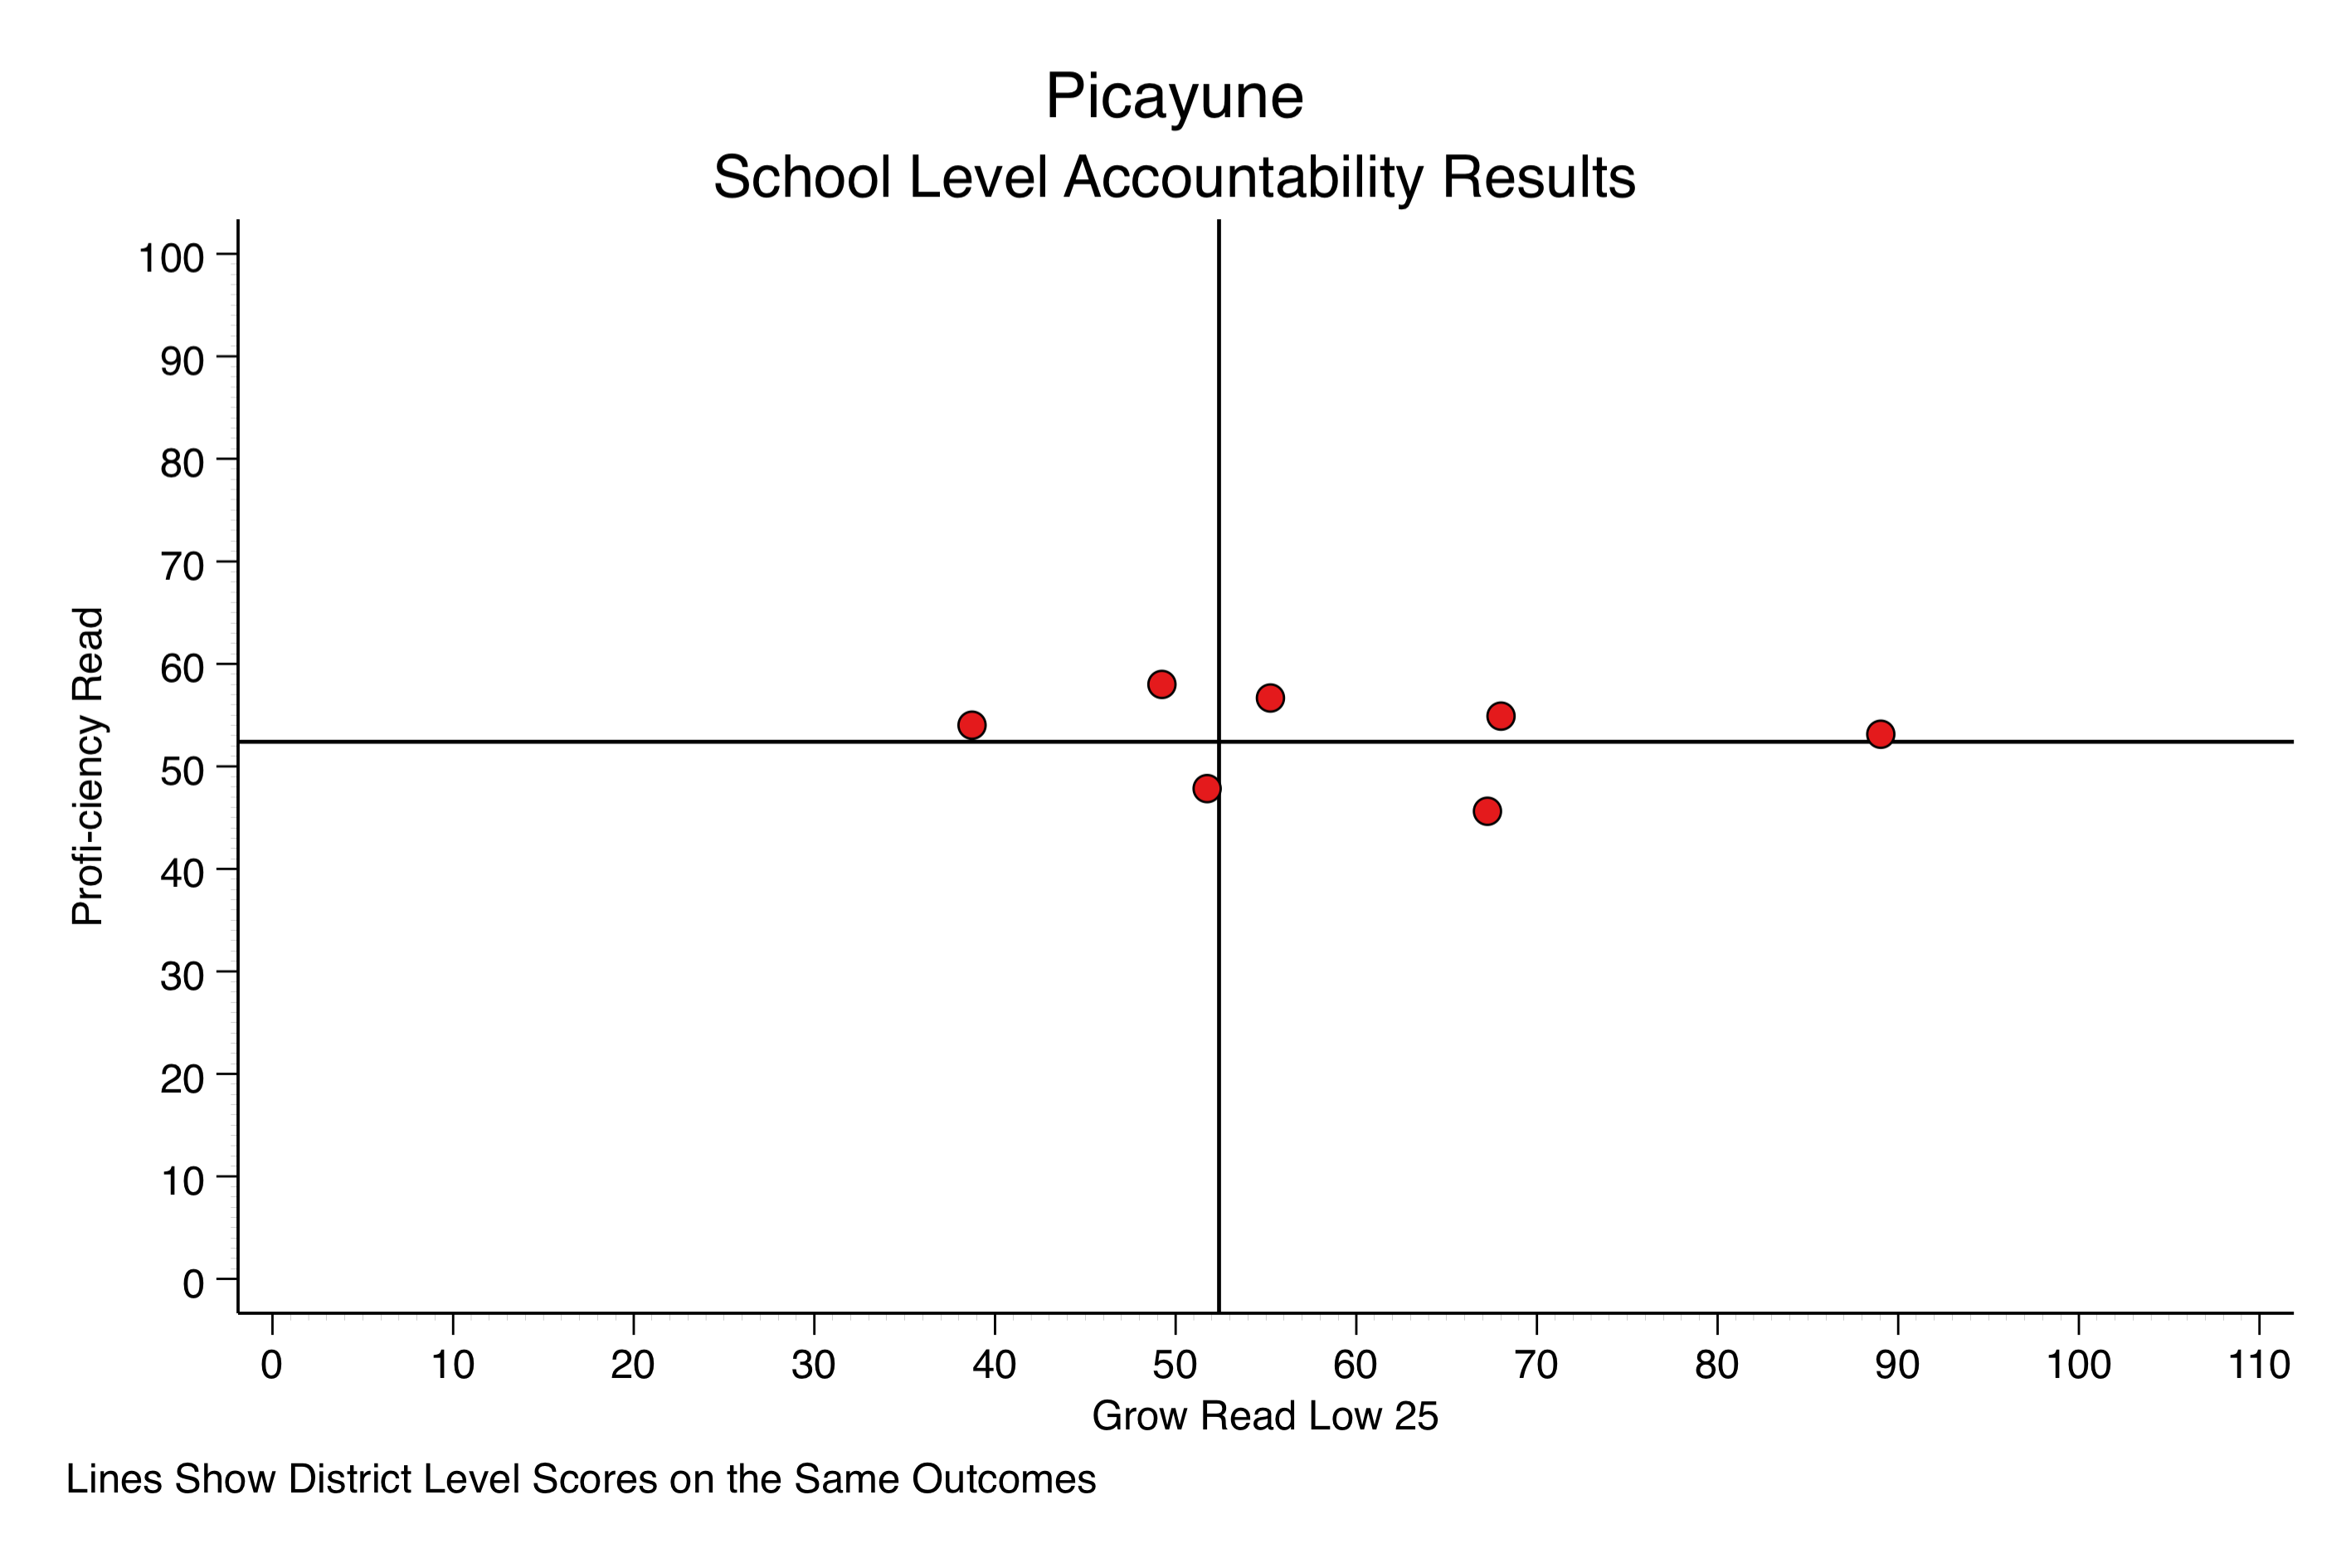 Picayune
School Level Accountability Results
100
90
80
70
60
50
40
30
20
10
0
Profi-ciency Read
0 10 20 30 40 50 60 70 80 90 100 110
Grow Read Low 25
Lines Show District Level Scores on the Same Outcomes